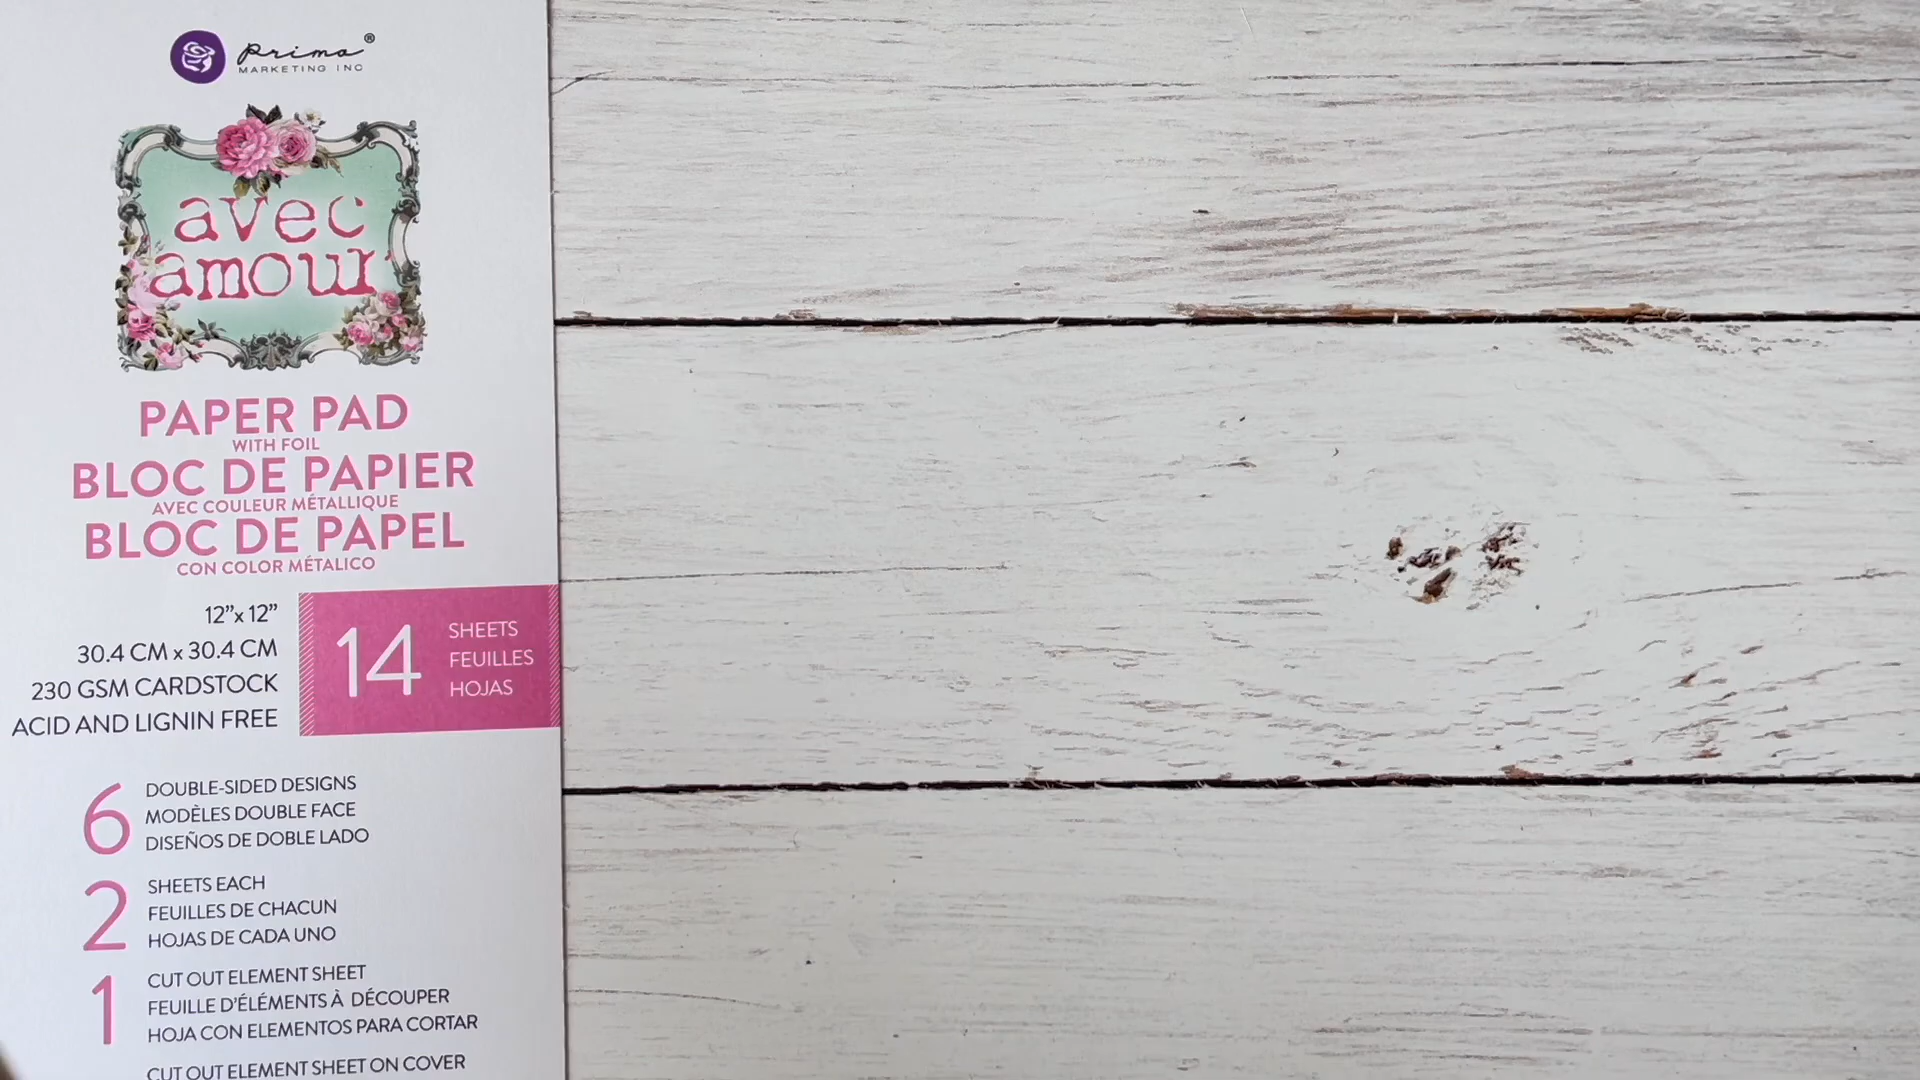 Prima®
MARKETING INC
avec
amour
PAPER PAD
WITH FOIL
BLOC DE PAPIER
AVEC COULEUR MÉTALLIQUE
BLOC DE PAPEL
CON COLOR MÉTALICO
12”x 12”
30.4 CM x 30.4 CM
230 GSM CARDSTOCK
ACID AND LIGNIN FREE
14
SHEETS
FEUILLES
HOJAS
6
DOUBLE-SIDED DESIGNS
MODÈLES DOUBLE FACE
DISEÑOS DE DOBLE LADO
2
SHEETS EACH
FEUILLES DE CHACUN
HOJAS DE CADA UNO
1
CUT OUT ELEMENT SHEET
FEUILLE D'ÉLÉMENTS À DÉCOUPER
HOJA CON ELEMENTOS PARA CORTAR
CUT OUT ELEMENT SHEET ON COVER